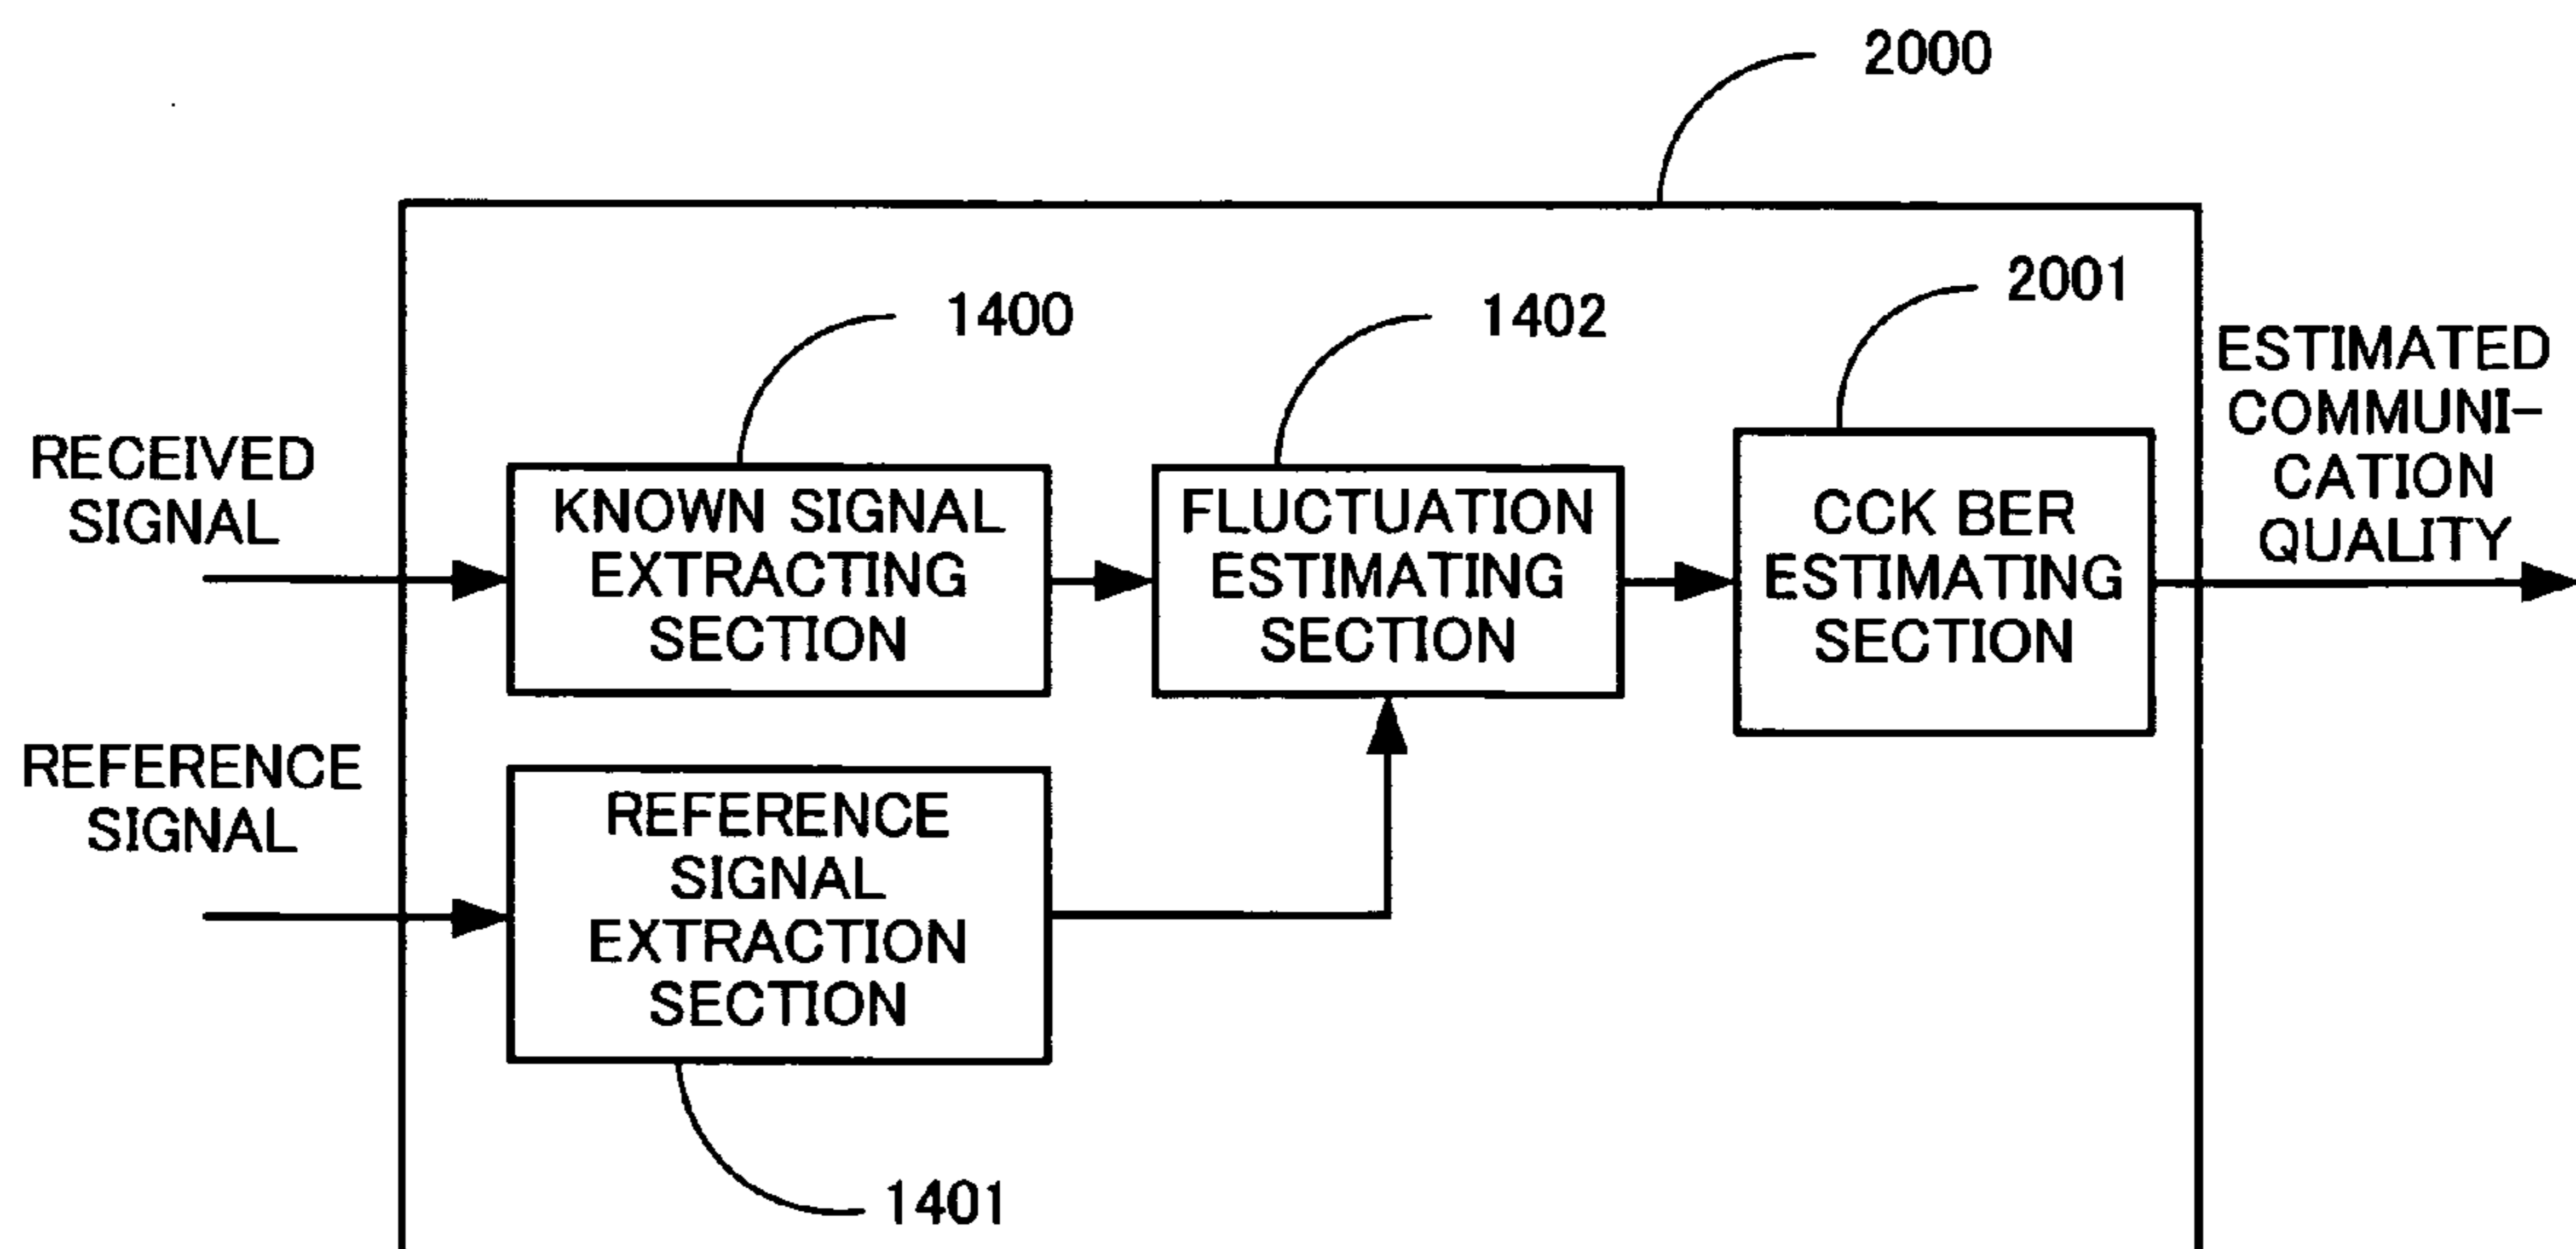 2000
1400
1402
2001
ESTIMATED
COMMUNI-
CATION
QUALITY
RECEIVED
SIGNAL
KNOWN SIGNAL
EXTRACTING
SECTION
FLUCTUATION
ESTIMATING
SECTION
CCK BER
ESTIMATING
SECTION
REFERENCE
SIGNAL
REFERENCE
SIGNAL
EXTRACTION
SECTION
1401